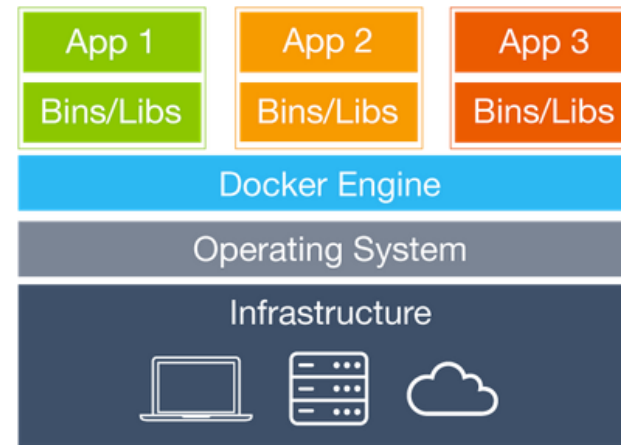 App 1 App 2 App 3
Bins/Libs Bins/Libs Bins/Libs
Docker Engine
Operating System
Infrastructure